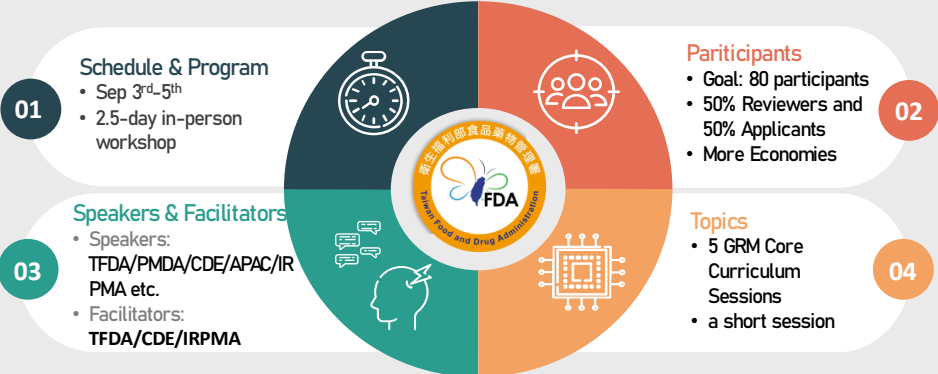 01
Schedule & Program
• Sep 3rd-5th
• 2.5-day in-person
workshop
Pariticipants
• Goal: 80 participants
• 50% Reviewers and
50% Applicants
• More Economies
02
03
Speakers & Facilitators
• Speakers:
TFDA/PMDA/CDE/APAC/IR
PMA etc.
• Facilitators:
TFDA/CDE/IRPMA
衛生福利部食品藥物管理署
FDA
Taiwan Food and Drug Administration
Topics
• 5 GRM Core
Curriculum
Sessions
• a short session
04